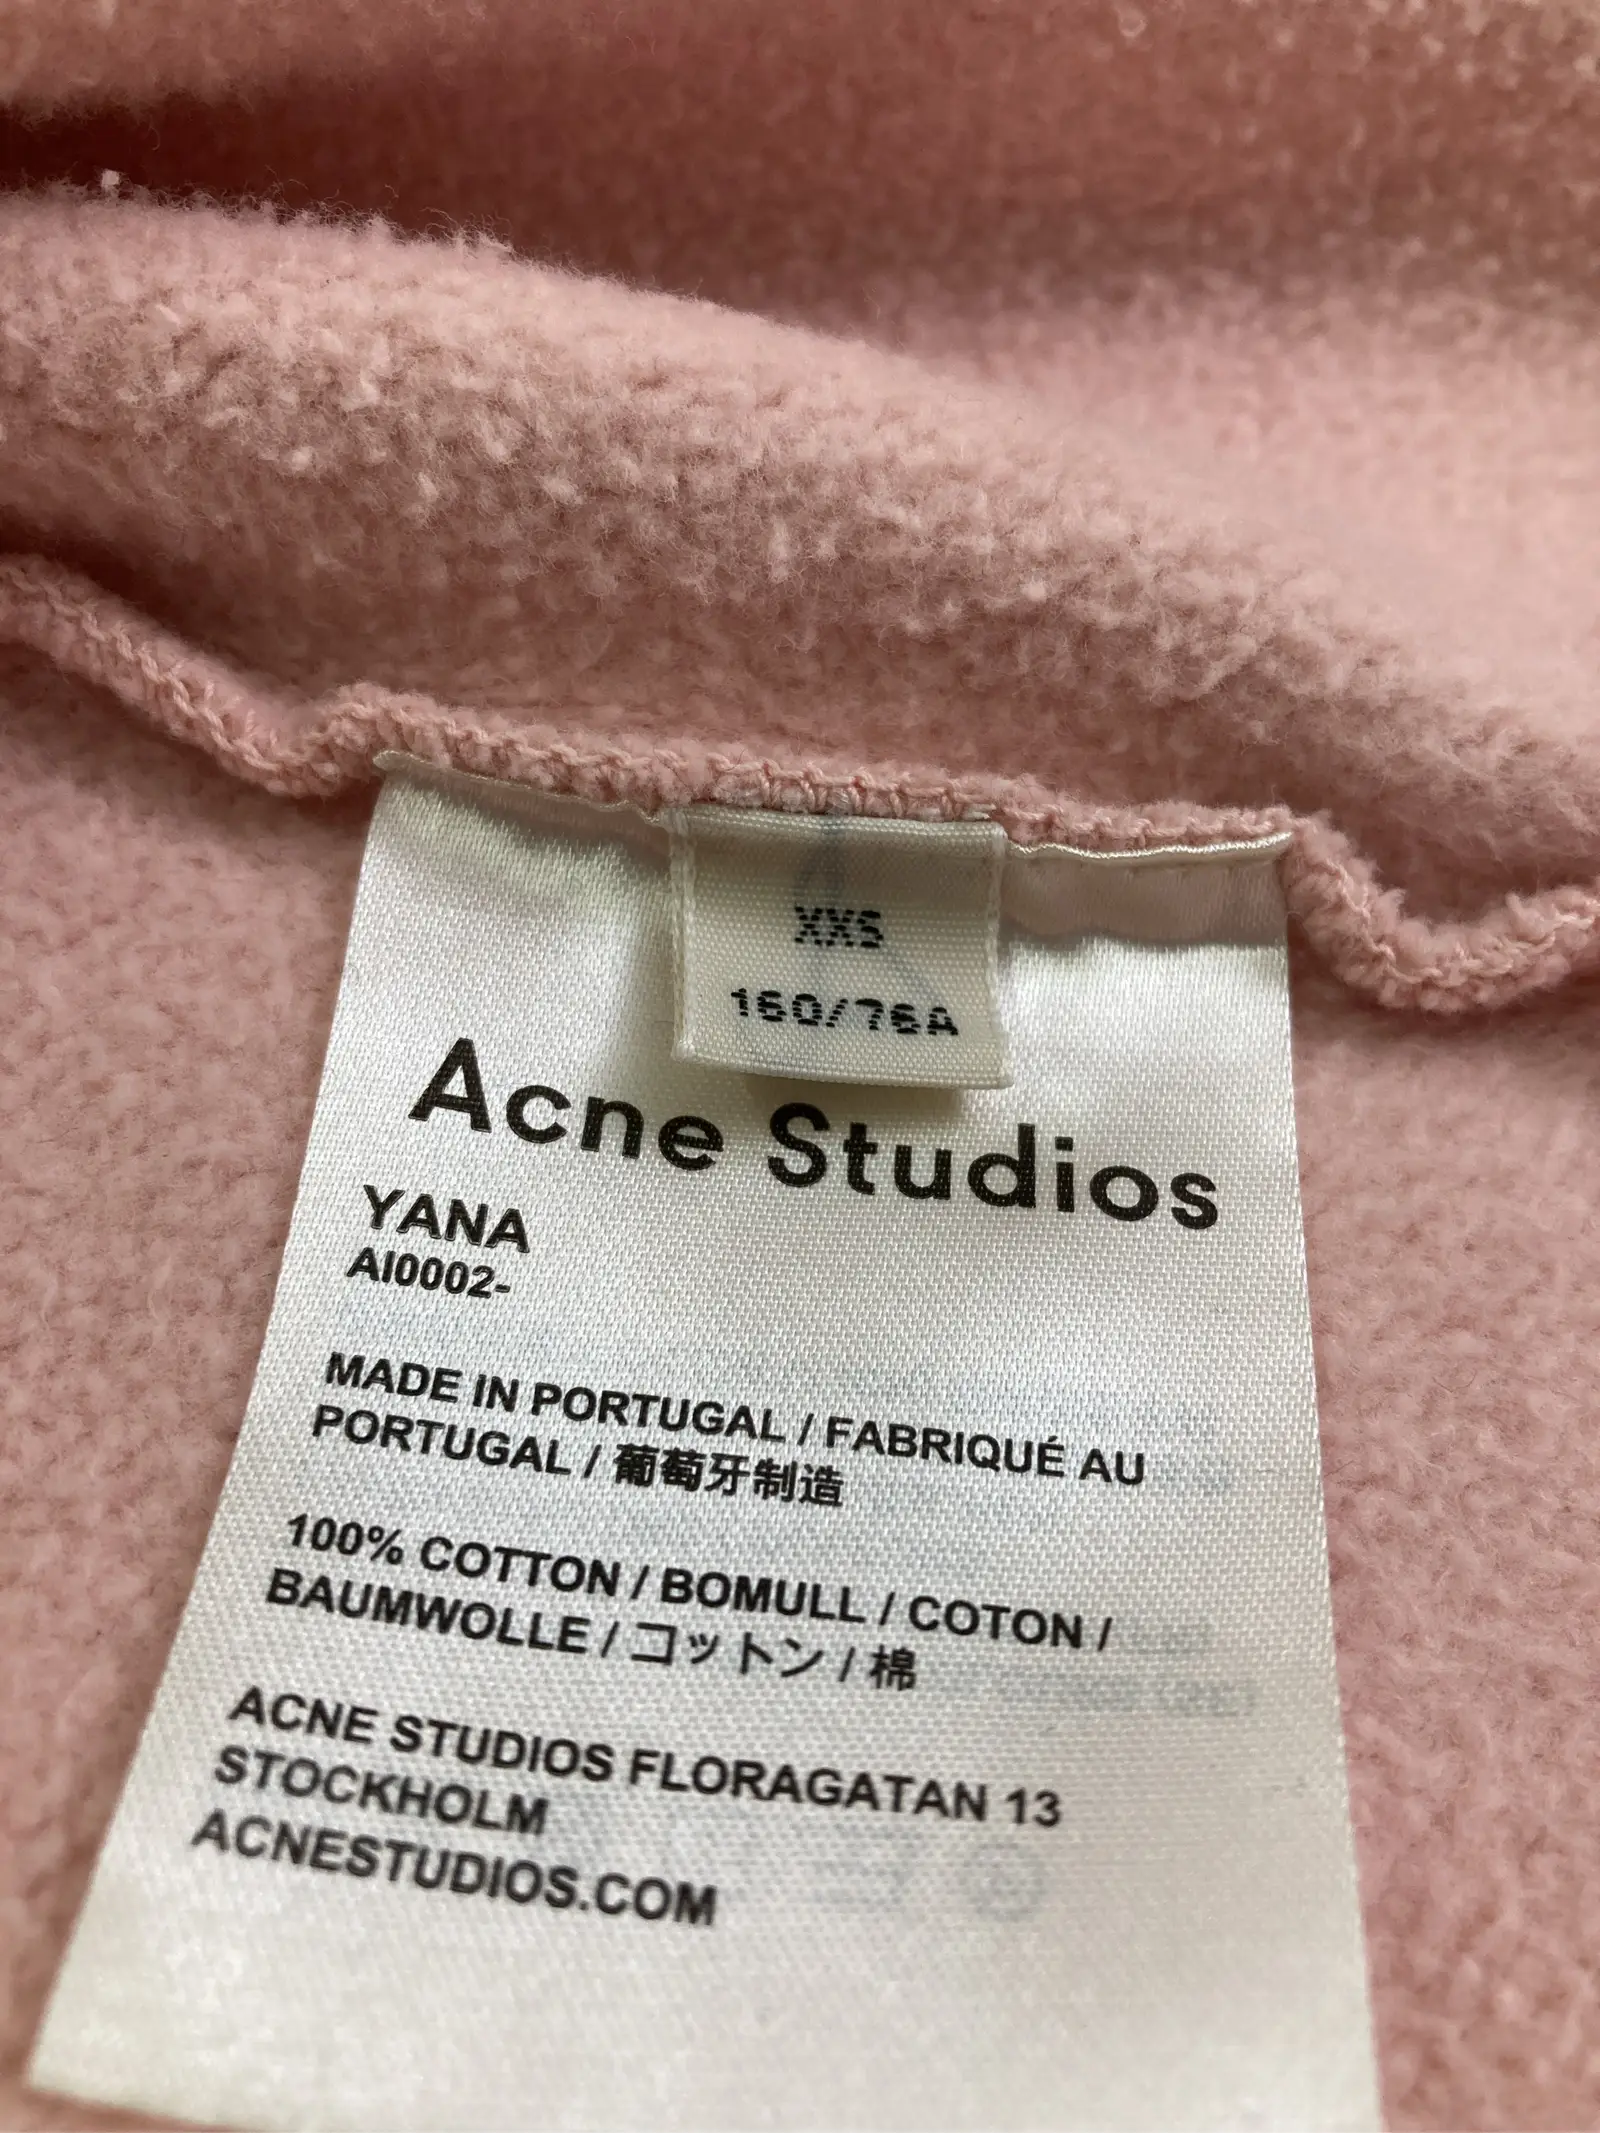 XXS
160/76A
Acne Studios
YANA
AI0002-
MADE IN PORTUGAL / FABRIQUÉ AU
PORTUGAL / 葡萄牙制造
100% COTTON / BOMULL / COTON /
BAUMWOLLE / コットン / 棉
ACNE STUDIOS FLORAGATAN 13
STOCKHOLM
ACNESTUDIOS.COM